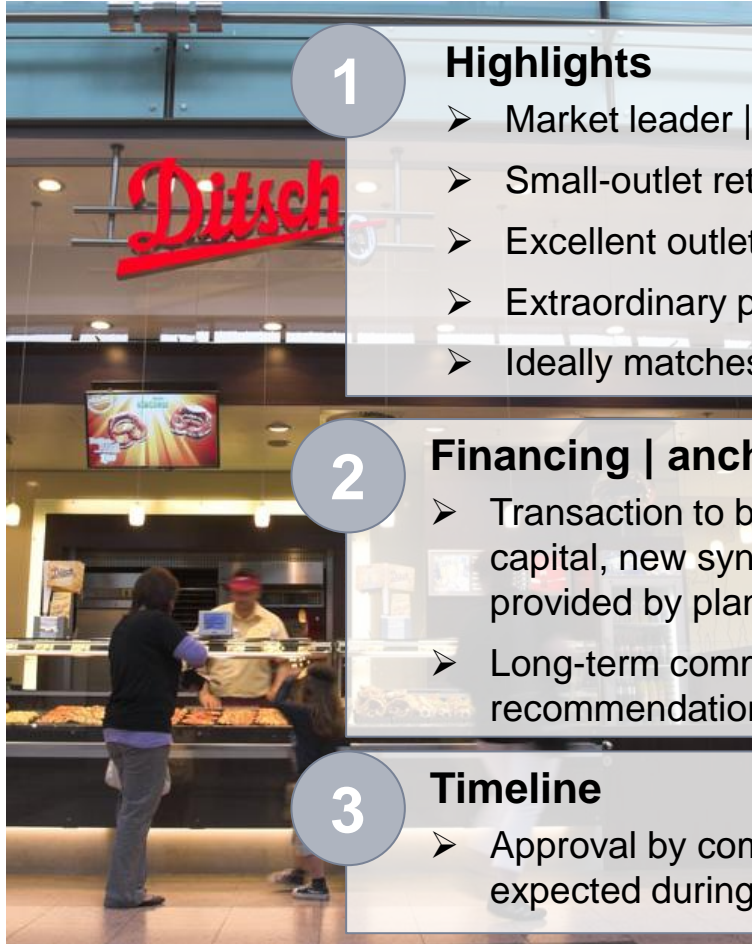 Ditsch
1
Highlights
➢ Market leader |
➢ Small-outlet ret
➢ Excellent outlet
➢ Extraordinary p
➢ Ideally matches
2
Financing | anch
➢ Transaction to b
capital, new syn
provided by plan
➢ Long-term comm
recommendation
3
Timeline
➢ Approval by com
expected during